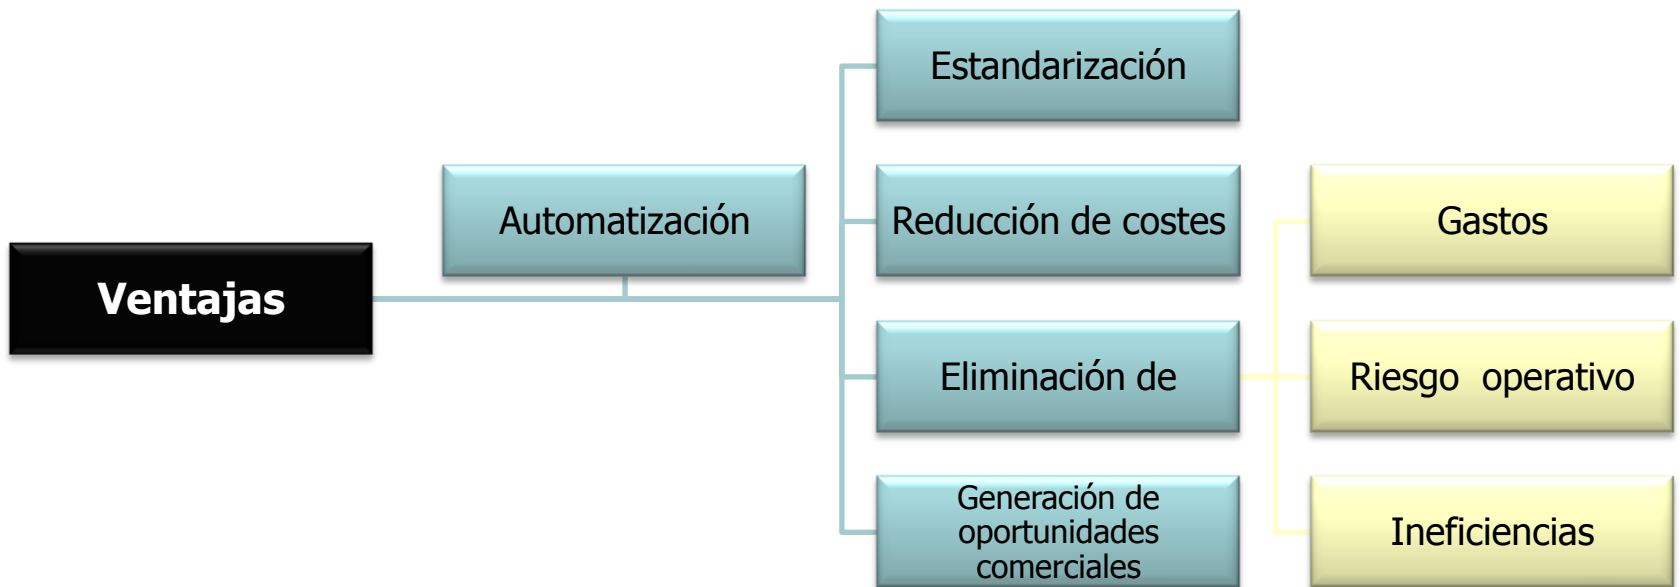 Ventajas
Automatización
Estandarización
Reducción de costes
Eliminación de
Generación de
oportunidades
comerciales
Gastos
Riesgo operativo
Ineficiencias